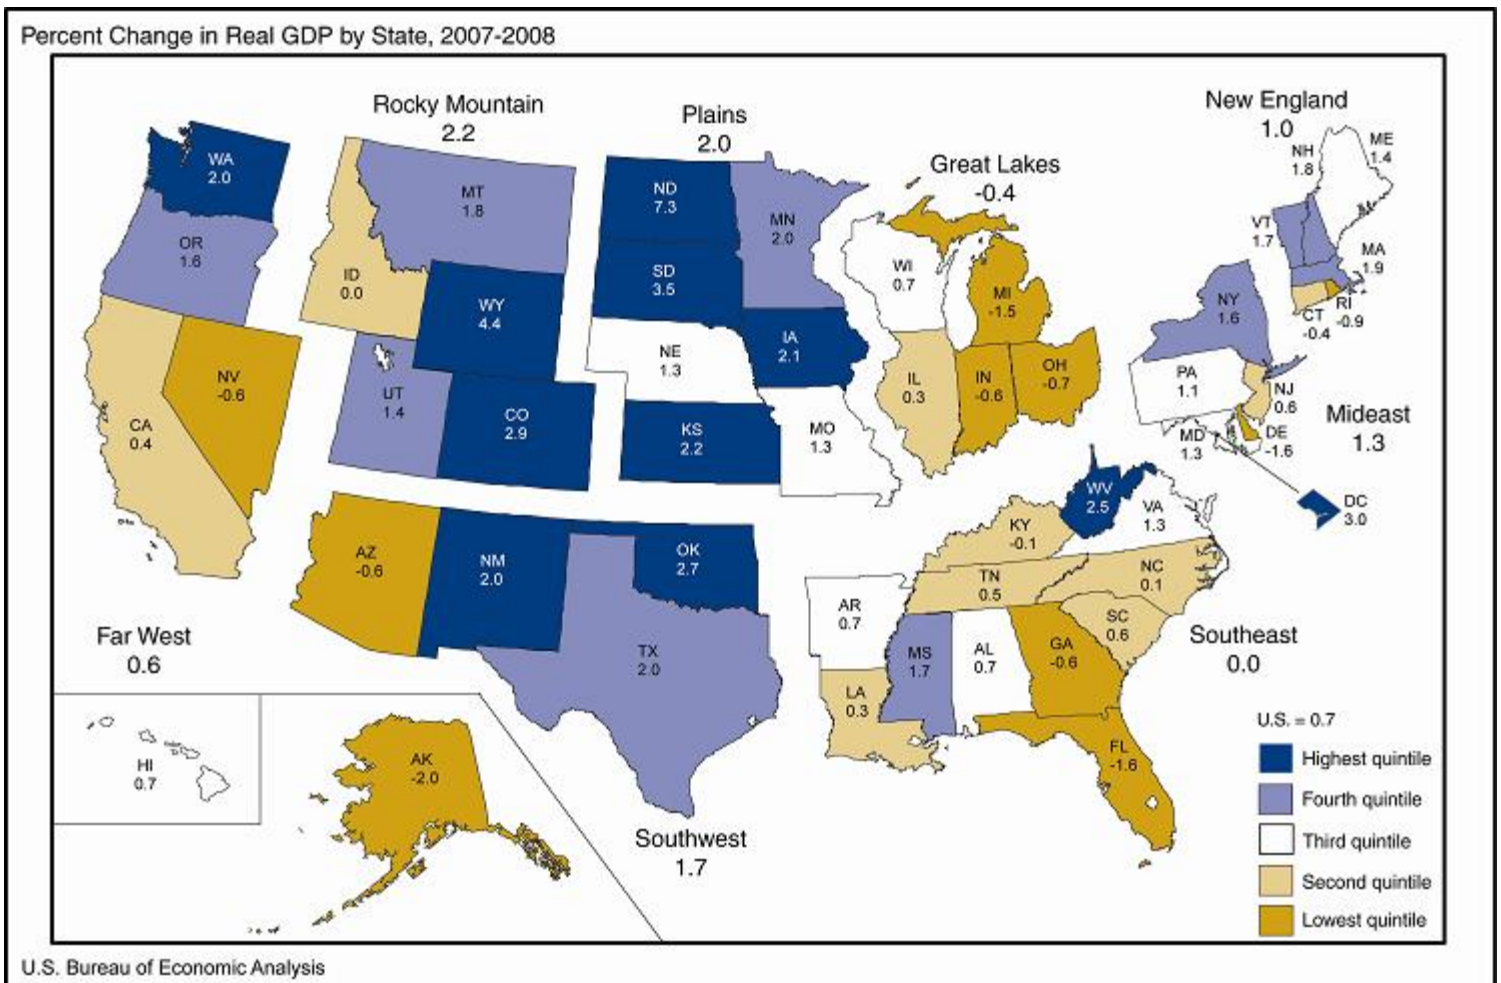 Percent Change in Real GDP by State, 2007-2008
Rocky Mountain
2.2
Plains
2.0
New England
1.0
Great Lakes
-0.4
WA
2.0
OR
1.6
CA
0.4
NV
-0.6
ID
0.0
MT
1.8
WY
4.4
UT
1.4
CO
2.9
ND
7.3
SD
3.5
NE
1.3
KS
2.2
MN
2.0
IA
2.1
MO
1.3
WI
0.7
MI
-1.5
IL
0.3
IN
-0.6
OH
-0.7
NH
1.8
ME
1.4
VT
1.7
MA
1.9
RI
-0.9
CT
-0.4
NY
1.6
PA
1.1
NJ
0.6
MD
1.3
DE
-1.6
DC
3.0
Mideast
1.3
AZ
-0.6
NM
2.0
OK
2.7
TX
2.0
AR
0.7
LA
0.3
MS
1.7
AL
0.7
GA
-0.6
FL
-1.6
SC
0.6
NC
0.1
TN
0.5
KY
-0.1
WV
2.5
VA
1.3
Southeast
0.0
Far West
0.6
HI
0.7
AK
-2.0
Southwest
1.7
U.S. = 0.7
Highest quintile
Fourth quintile
Third quintile
Second quintile
Lowest quintile
U.S. Bureau of Economic Analysis